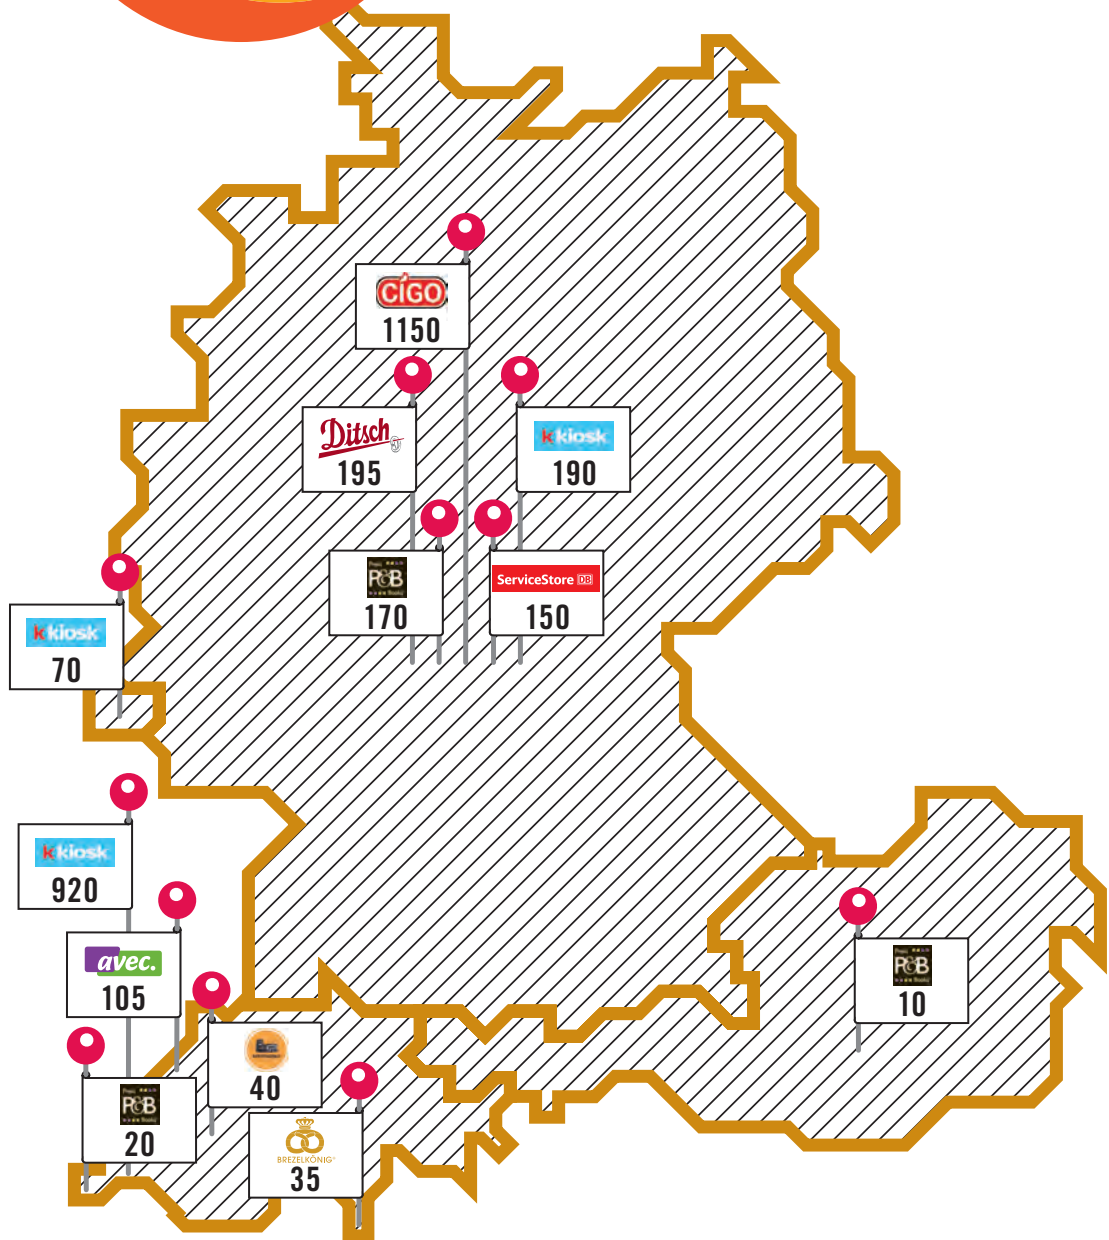 CIGO
1150
Ditsch
195
k kiosk
190
P&B
170
ServiceStore DB
150
k kiosk
70
k kiosk
920
avec.
105
P&B
10
40
P&B
20
BREZELKÖNIG
35